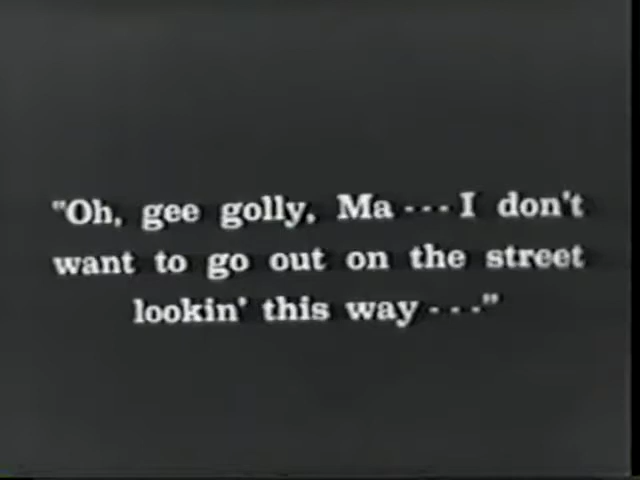 "Oh, gee golly, Ma - - - I don't
want to go out on the street
lookin' this way - - -"